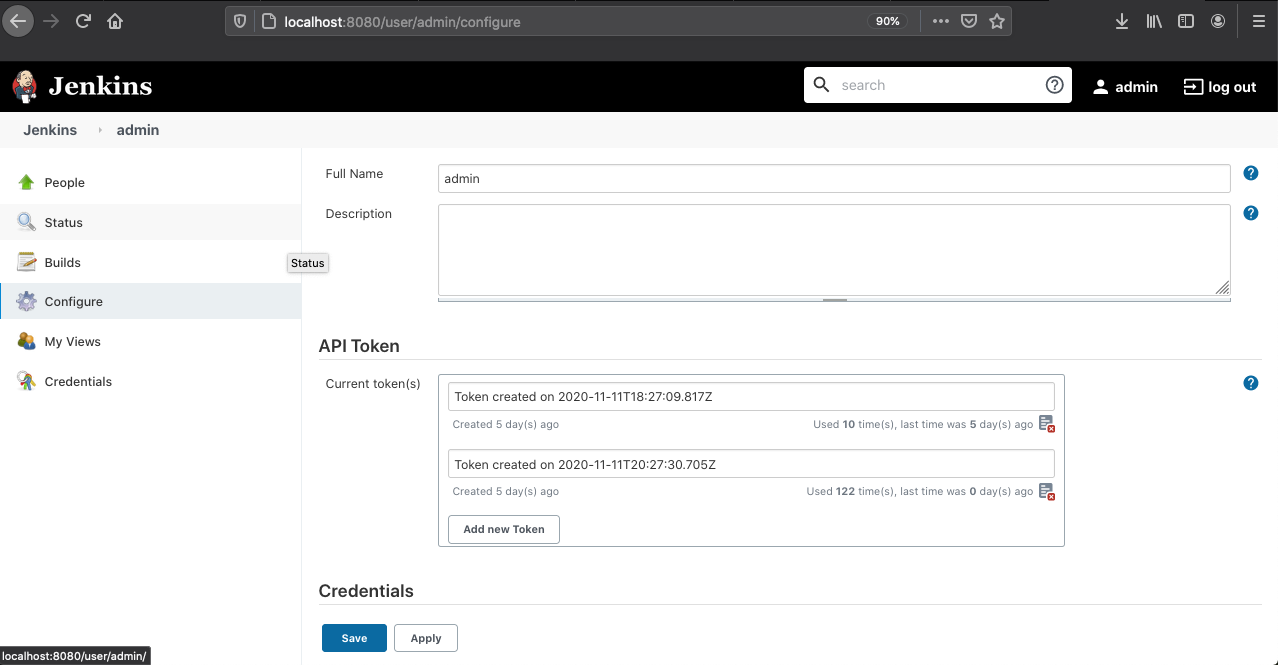 localhost:8080/user/admin/configure 90%
Jenkins search admin log out
Jenkins admin
People
Status
Builds
Status
Configure
My Views
Credentials
Full Name admin
Description
API Token
Current token(s)
Token created on 2020-11-11T18:27:09.817Z
Created 5 day(s) ago Used 10 time(s), last time was 5 day(s) ago
Token created on 2020-11-11T20:27:30.705Z
Created 5 day(s) ago Used 122 time(s), last time was 0 day(s) ago
Add new Token
Credentials
Save Apply
localhost:8080/user/admin/